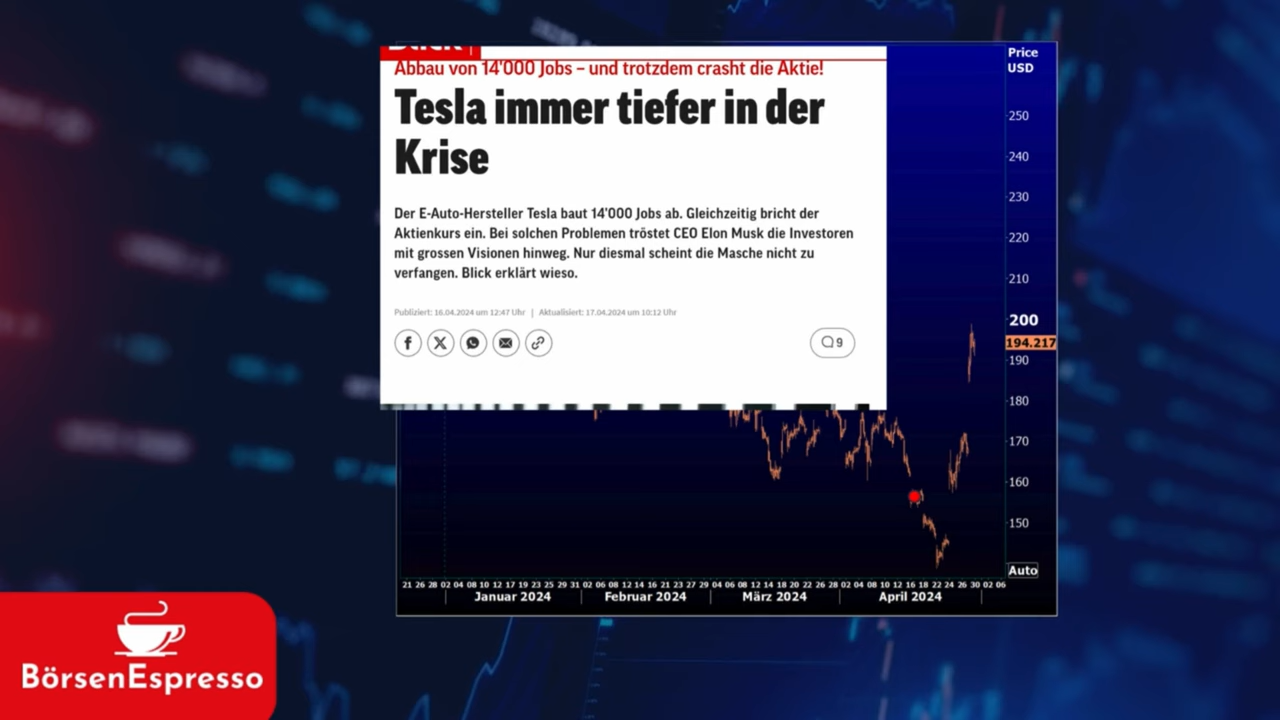 Abbau von 14'000 Jobs – und trotzdem crasht die Aktie!
Tesla immer tiefer in der
Krise
Der E-Auto-Hersteller Tesla baut 14'000 Jobs ab. Gleichzeitig bricht der
Aktienkurs ein. Bei solchen Problemen tröstet CEO Elon Musk die Investoren
mit grossen Visionen hinweg. Nur diesmal scheint die Masche nicht zu
verfangen. Blick erklärt wieso.
Publiziert: 16.04.2024 um 12:47 Uhr | Aktualisiert: 17.04.2024 um 10:12 Uhr
9
Price
USD
250
240
230
220
210
200
194.217
190
180
170
160
150
Auto
21 26 28 02 04 08 10 12 17 19 23 25 29 31 02 06 08 12 14 16 21 23 27 29 04 06 08 12 14 18 20 22 26 28 02 04 08 10 12 16 18 22 24 26 30 02 06
Januar 2024 Februar 2024 März 2024 April 2024
BörsenEspresso